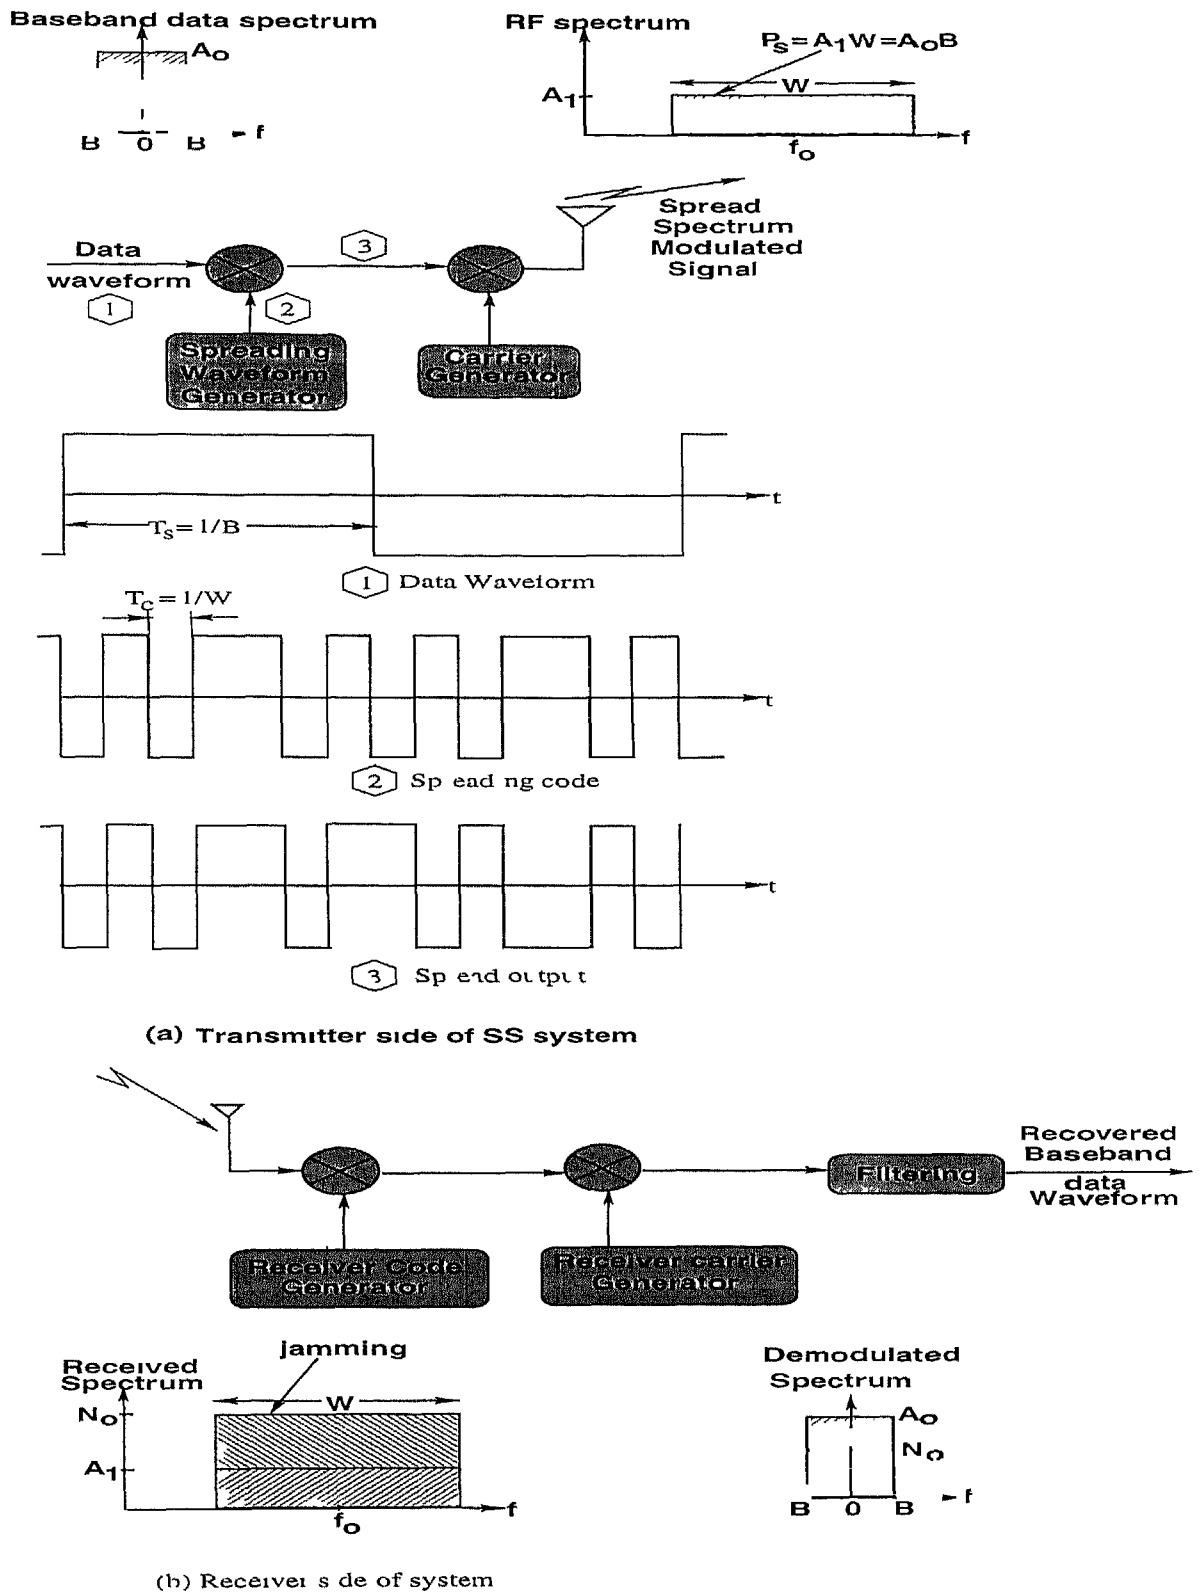 Baseband data spectrum
A₀
B 0 B f
RF spectrum
Pₛ=A₁W=A₀B
W
A₁
f₀
f
Data
waveform
1
2
3
Spreading
Waveform
Generator
Carrier
Generator
Spread
Spectrum
Modulated
Signal
Tₛ=1/B
t
1 Data Waveform
T_C=1/W
t
2 Sp ead ng code
t
3 Sp e d o tp t
(a) Transmitter side of SS system
Receiver Code
Generator
Receiver carrier
Generator
Filtering
Recovered
Baseband
data
Waveform
Received
Spectrum
jamming
W
N₀
A₁
f₀
f
Demodulated
Spectrum
A₀
N₀
B 0 B f
(b) Receiver s de of system